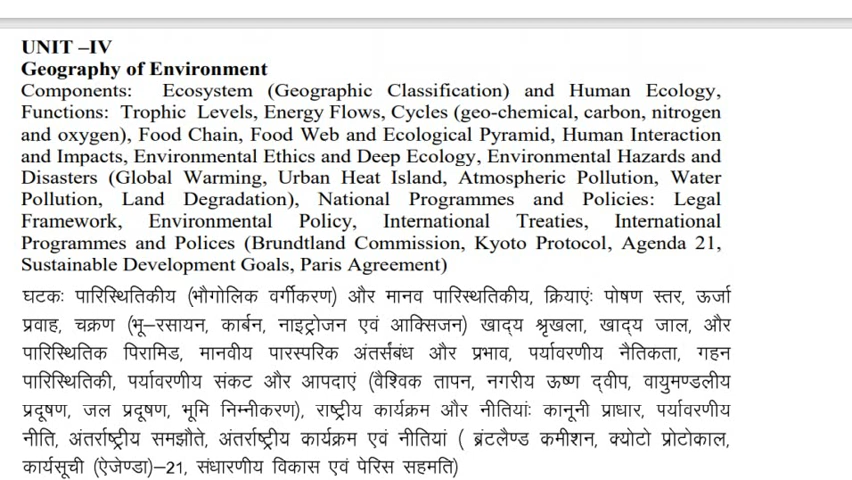 UNIT –IV
Geography of Environment
Components: Ecosystem (Geographic Classification) and Human Ecology,
Functions: Trophic Levels, Energy Flows, Cycles (geo-chemical, carbon, nitrogen
and oxygen), Food Chain, Food Web and Ecological Pyramid, Human Interaction
and Impacts, Environmental Ethics and Deep Ecology, Environmental Hazards and
Disasters (Global Warming, Urban Heat Island, Atmospheric Pollution, Water
Pollution, Land Degradation), National Programmes and Policies: Legal
Framework, Environmental Policy, International Treaties, International
Programmes and Polices (Brundtland Commission, Kyoto Protocol, Agenda 21,
Sustainable Development Goals, Paris Agreement)
घटकः पारिस्थितिकीय (भौगोलिक वर्गीकरण) और मानव पारिस्थितिकीय, क्रियाएंः पोषण स्तर, ऊर्जा
प्रवाह, चक्रण (भू–रसायन, कार्बन, नाइट्रोजन एवं आक्सिजन) खाद्य श्रृखला, खाद्य जाल, और
पारिस्थितिक पिरामिड, मानवीय पारस्परिक अंतर्संबंध और प्रभाव, पर्यावरणीय नैतिकता, गहन
पारिस्थितिकी, पर्यावरणीय संकट और आपदाएं (वैश्विक तापन, नगरीय ऊष्ण द्वीप, वायुमण्डलीय
प्रदूषण, जल प्रदूषण, भूमि निम्नीकरण), राष्ट्रीय कार्यक्रम और नीतियांः कानूनी प्राधार, पर्यावरणीय
नीति, अंतर्राष्ट्रीय समझौते, अंतर्राष्ट्रीय कार्यक्रम एवं नीतियां ( ब्रंटलैण्ड कमीशन, क्योटो प्रोटोकाल,
कार्यसूची (ऐजेण्डा)–21, संधारणीय विकास एवं पेरिस सहमति)